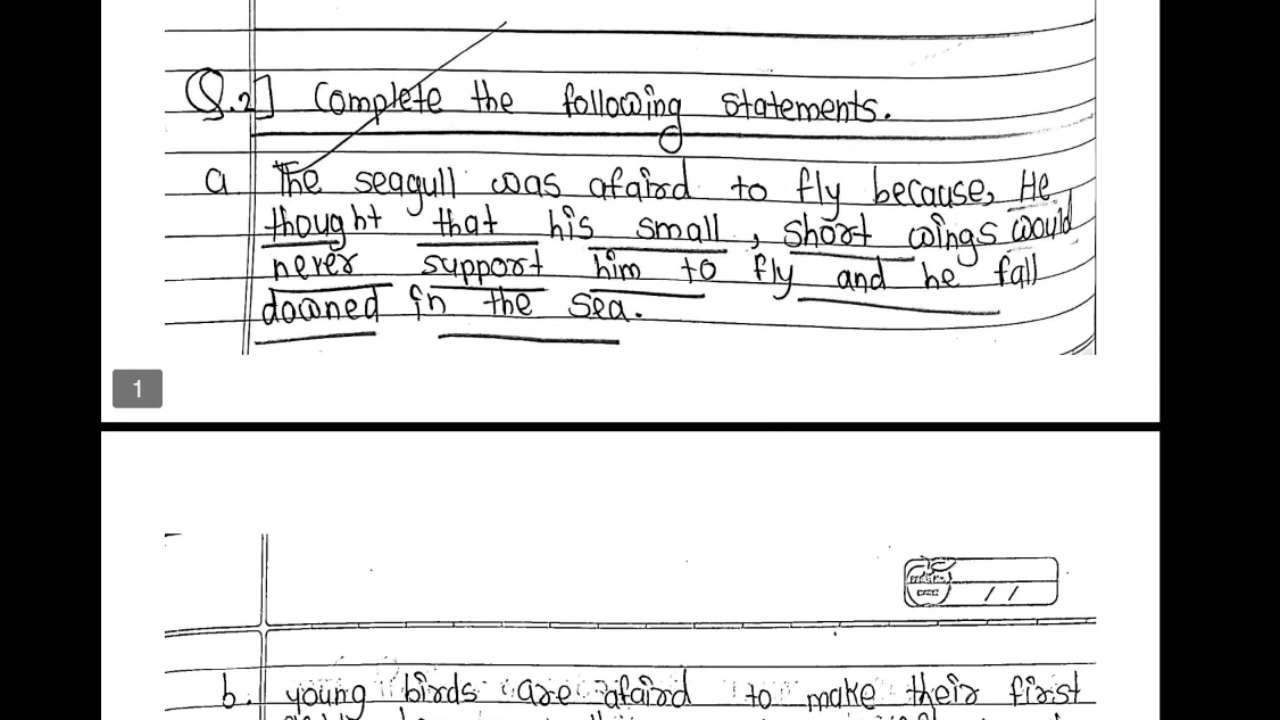 Q.2] Complete the following statements.
a. The seagull was afaird to fly because, He
thought that his small, short wings would
never support him to fly and he fall
downed in the sea.
1
/ /
b. young birds are afaird to make their first